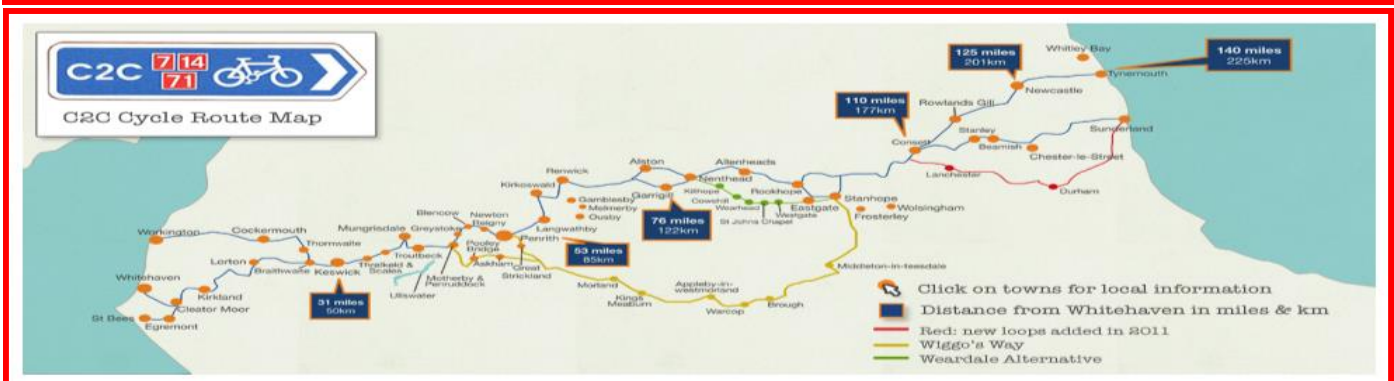 C2C 7 14
71
C2C Cycle Route Map
125 miles
201km
Whitley Bay
140 miles
225km
Tynemouth
Newcastle
110 miles
177km
Rowlands Gill
Stanley
Sunderland
Consett
Beamish
Chester-le-Street
Lanchester
Durham
Alston
Allenheads
Renwick
Nenthead
Kirkoswald
Garrigill
Killhope
Rookhope
Cowshill
Stanhope
Gamblesby
Melmerby
Ousby
Wearhead
Eastgate
Westgate
St Johns Chapel
Wolsingham
Frosterley
76 miles
122km
Blencow
Newton
Reigny
Langwathby
Workington
Cockermouth
Mungrisdale
Greystoke
Penrith
53 miles
85km
Thornwaite
Pooley
Bridge
Troutbeck
Lorton
Braithwaite
Keswick
Threlkeld &
Scales
Askham
Great
Strickland
Motherby &
Penruddock
Ullswater
Middleton-in-teesdale
Whitehaven
Kirkland
Cleator Moor
St Bees
Egremont
31 miles
50km
Morland
Kings
Meaburn
Appleby-in-
westmorland
Warcop
Brough
Click on towns for local information
Distance from Whitehaven in miles & km
Red: new loops added in 2011
Wiggo's Way
Weardale Alternative